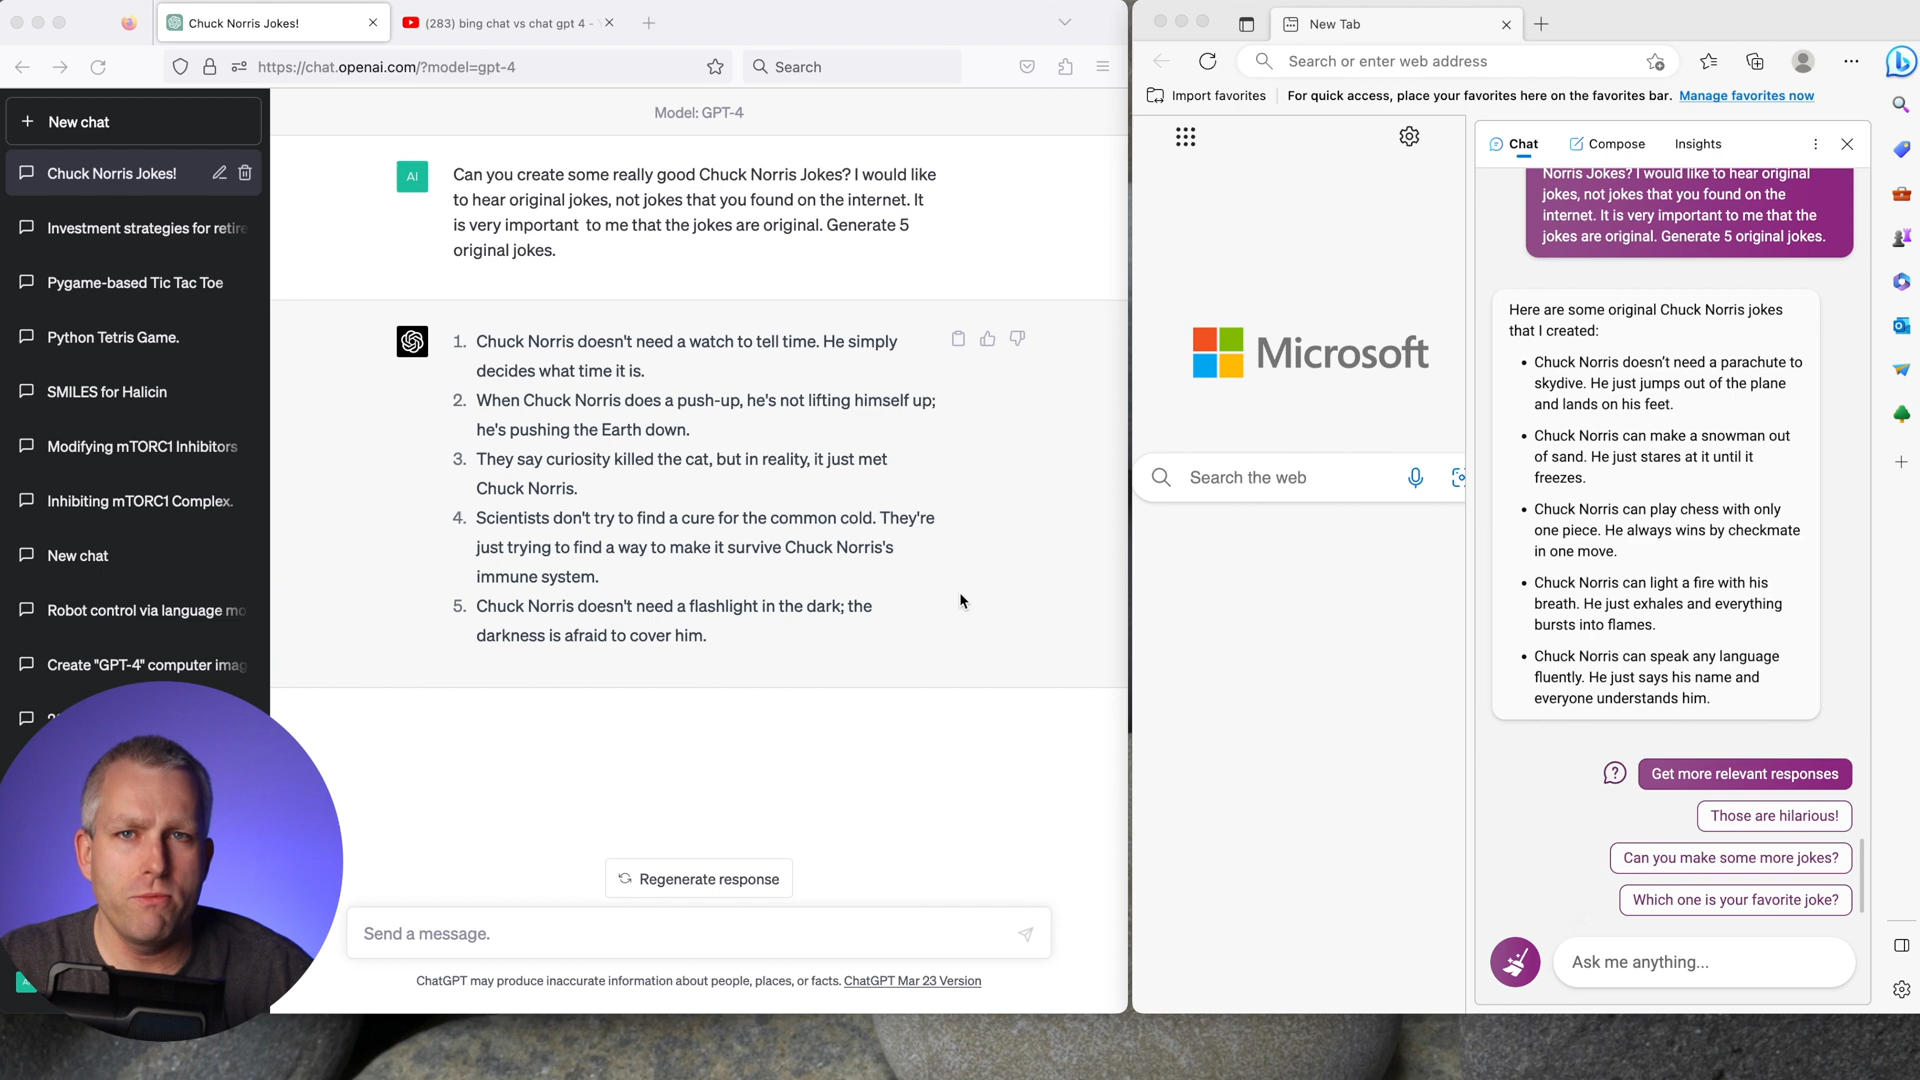 Chuck Norris Jokes!
(283) bing chat vs chat gpt 4 -
https://chat.openai.com/?model=gpt-4
Search
New chat
Chuck Norris Jokes!
Investment strategies for retire
Pygame-based Tic Tac Toe
Python Tetris Game.
SMILES for Halicin
Modifying mTORC1 Inhibitors
Inhibiting mTORC1 Complex.
New chat
Robot control via language mo
Create "GPT-4" computer imag
Model: GPT-4
AI
Can you create some really good Chuck Norris Jokes? I would like
to hear original jokes, not jokes that you found on the internet. It
is very important  to me that the jokes are original. Generate 5
original jokes.
1. Chuck Norris doesn't need a watch to tell time. He simply
decides what time it is.
2. When Chuck Norris does a push-up, he's not lifting himself up;
he's pushing the Earth down.
3. They say curiosity killed the cat, but in reality, it just met
Chuck Norris.
4. Scientists don't try to find a cure for the common cold. They're
just trying to find a way to make it survive Chuck Norris's
immune system.
5. Chuck Norris doesn't need a flashlight in the dark; the
darkness is afraid to cover him.
Regenerate response
Send a message.
ChatGPT may produce inaccurate information about people, places, or facts. ChatGPT Mar 23 Version
New Tab
Search or enter web address
Import favorites
For quick access, place your favorites here on the favorites bar. Manage favorites now
Microsoft
Search the web
Chat
Compose
Insights
Norris Jokes? I would like to hear original
jokes, not jokes that you found on the
internet. It is very important to me that the
jokes are original. Generate 5 original jokes.
Here are some original Chuck Norris jokes
that I created:
• Chuck Norris doesn't need a parachute to
skydive. He just jumps out of the plane
and lands on his feet.
• Chuck Norris can make a snowman out
of sand. He just stares at it until it
freezes.
• Chuck Norris can play chess with only
one piece. He always wins by checkmate
in one move.
• Chuck Norris can light a fire with his
breath. He just exhales and everything
bursts into flames.
• Chuck Norris can speak any language
fluently. He just says his name and
everyone understands him.
Get more relevant responses
Those are hilarious!
Can you make some more jokes?
Which one is your favorite joke?
Ask me anything...